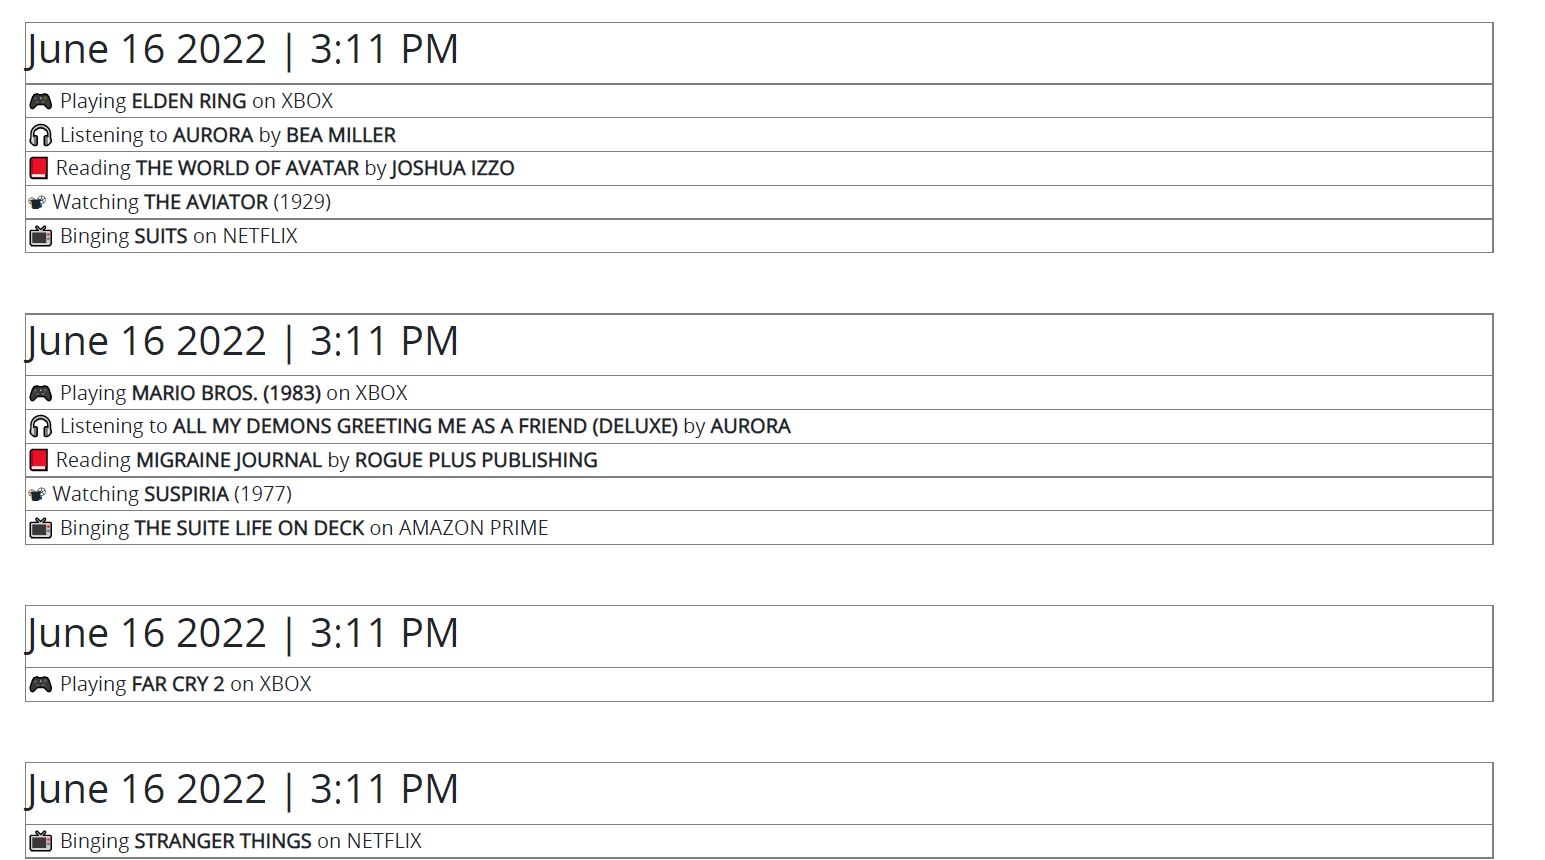 June 16 2022 | 3:11 PM
Playing ELDEN RING on XBOX
Listening to AURORA by BEA MILLER
Reading THE WORLD OF AVATAR by JOSHUA IZZO
Watching THE AVIATOR (1929)
Binging SUITS on NETFLIX
June 16 2022 | 3:11 PM
Playing MARIO BROS. (1983) on XBOX
Listening to ALL MY DEMONS GREETING ME AS A FRIEND (DELUXE) by AURORA
Reading MIGRAINE JOURNAL by ROGUE PLUS PUBLISHING
Watching SUSPIRIA (1977)
Binging THE SUITE LIFE ON DECK on AMAZON PRIME
June 16 2022 | 3:11 PM
Playing FAR CRY 2 on XBOX
June 16 2022 | 3:11 PM
Binging STRANGER THINGS on NETFLIX